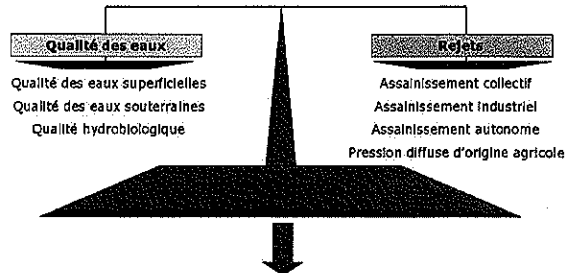 Qualité des eaux
Qualité des eaux superficielles
Qualité des eaux souterraines
Qualité hydrobiologique
Rejets
Assainissement collectif
Assainissement industriel
Assainissement autonome
Pression diffuse d'origine agricole